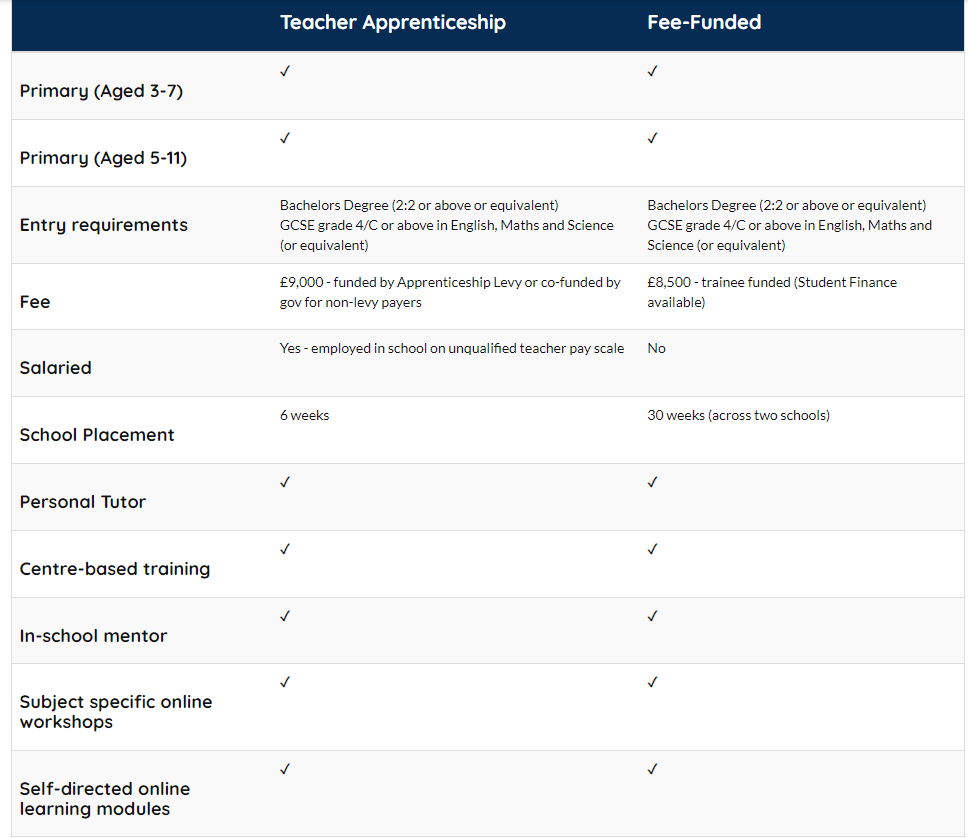 Teacher Apprenticeship Fee-Funded
Primary (Aged 3-7) ✓ ✓
Primary (Aged 5-11) ✓ ✓
Entry requirements
Bachelors Degree (2:2 or above or equivalent)
GCSE grade 4/C or above in English, Maths and Science
(or equivalent)
Bachelors Degree (2:2 or above or equivalent)
GCSE grade 4/C or above in English, Maths and
Science (or equivalent)
Fee
£9,000 - funded by Apprenticeship Levy or co-funded by
gov for non-levy payers
£8,500 - trainee funded (Student Finance
available)
Salaried
Yes - employed in school on unqualified teacher pay scale
No
School Placement
6 weeks
30 weeks (across two schools)
Personal Tutor ✓ ✓
Centre-based training ✓ ✓
In-school mentor ✓ ✓
Subject specific online
workshops
✓ ✓
Self-directed online
learning modules
✓ ✓